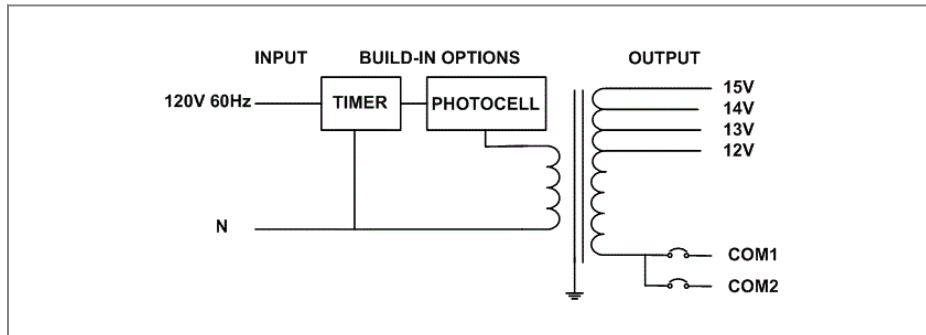 INPUT
BUILD-IN OPTIONS
OUTPUT
120V 60Hz
TIMER
PHOTOCELL
15V
14V
13V
12V
N
COM1
COM2